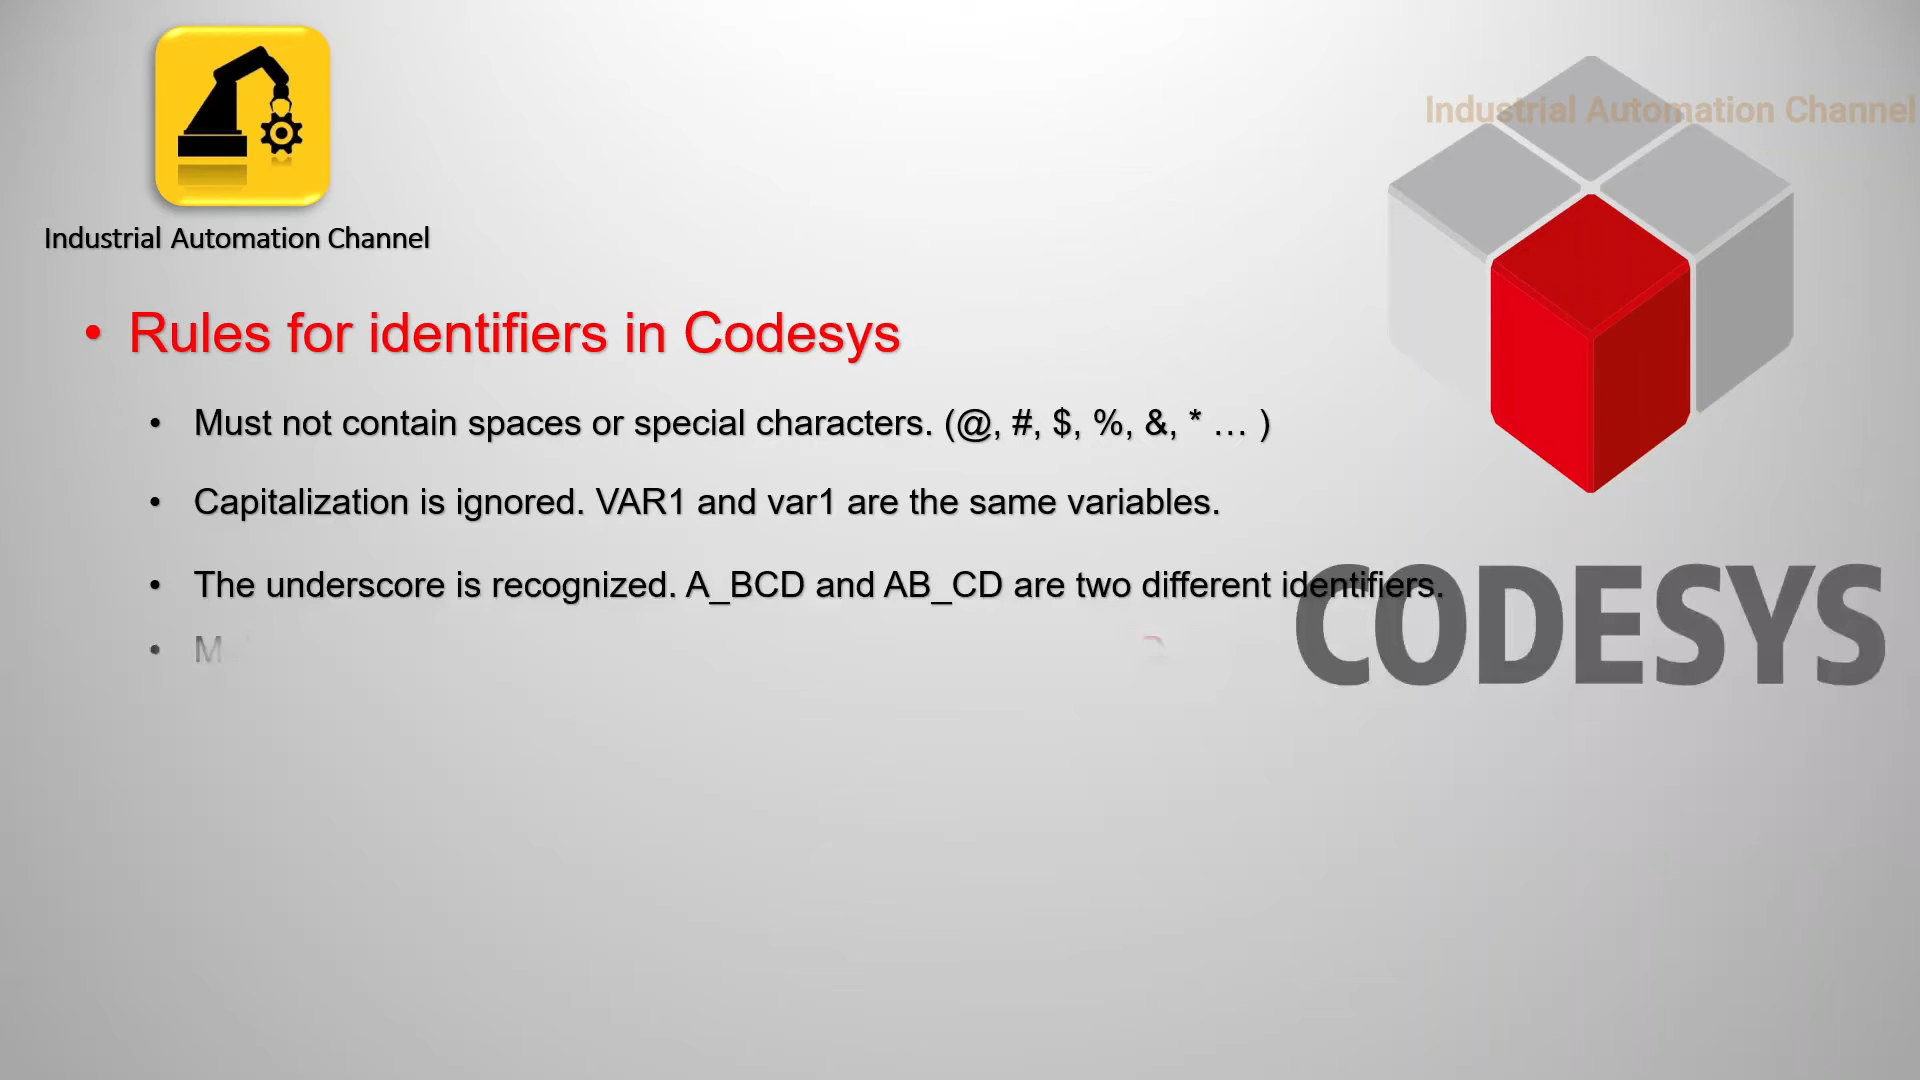 Industrial Automation Channel
Industrial Automation Channel
• Rules for identifiers in Codesys
• Must not contain spaces or special characters. (@, #, $, %, &, * … )
• Capitalization is ignored. VAR1 and var1 are the same variables.
• The underscore is recognized. A_BCD and AB_CD are two different identifiers.
CODESYS